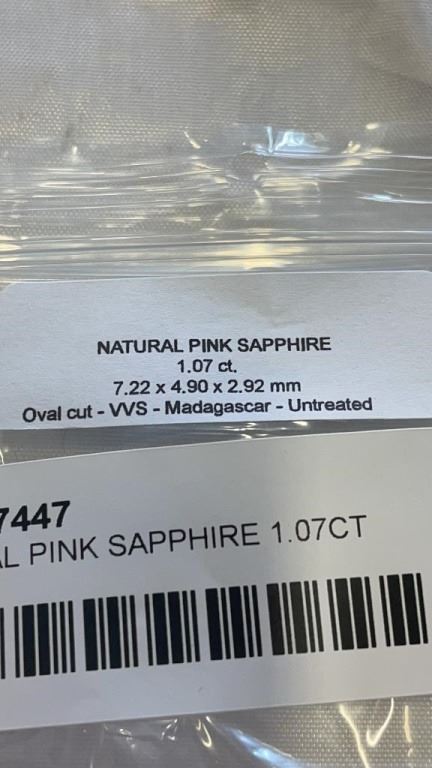 NATURAL PINK SAPPHIRE
1.07 ct.
7.22 x 4.90 x 2.92 mm
Oval cut - VVS - Madagascar - Untreated
7447
AL PINK SAPPHIRE 1.07CT